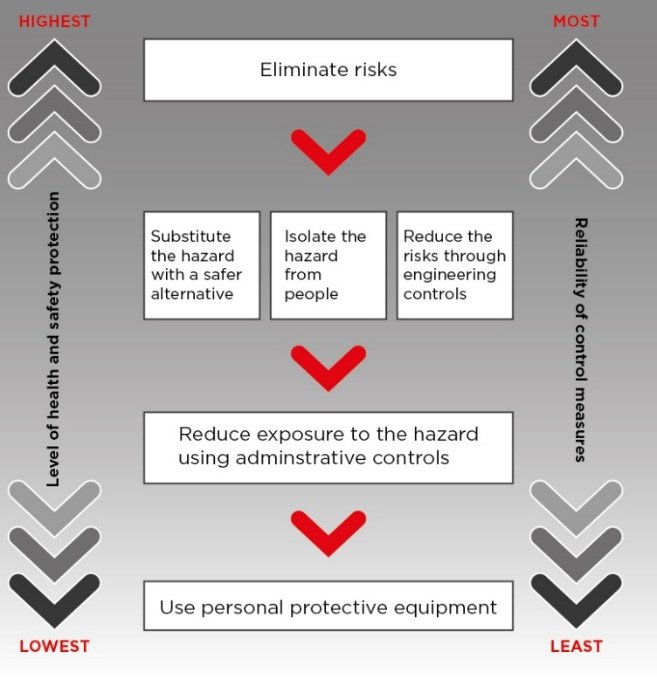 HIGHEST
MOST
Eliminate risks
Substitute
the hazard
with a safer
alternative
Isolate the
hazard
from
people
Reduce the
risks through
engineering
controls
Level of health and safety protection
Reliability of control measures
Reduce exposure to the hazard
using adminstrative controls
Use personal protective equipment
LOWEST
LEAST